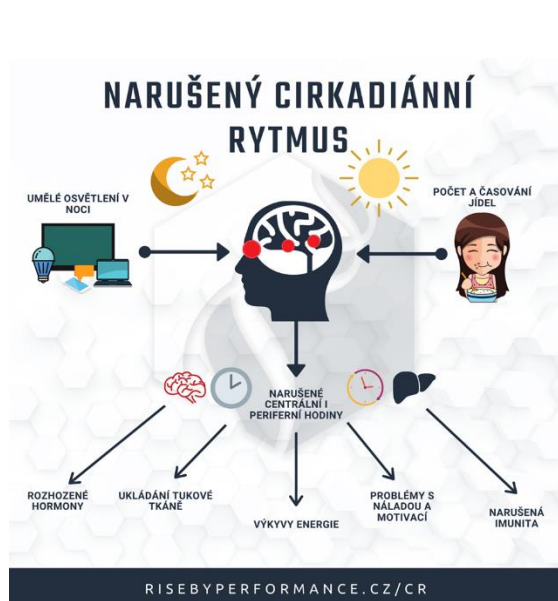 NARUŠENÝ CIRKADIÁNNÍ
RYTMUS
UMĚLÉ OSVĚTLENÍ V
NOCI
POČET A ČASOVÁNÍ
JÍDEL
NARUŠENÉ
CENTRÁLNÍ I
PERIFERNÍ HODINY
ROZHOZENÉ
HORMONY
UKLÁDÁNÍ TUKOVÉ
TKÁNĚ
VÝKYVY ENERGIE
PROBLÉMY S
NÁLADOU A
MOTIVACÍ
NARUŠENÁ
IMUNITA
RISEBYPERFORMANCE.CZ/CR